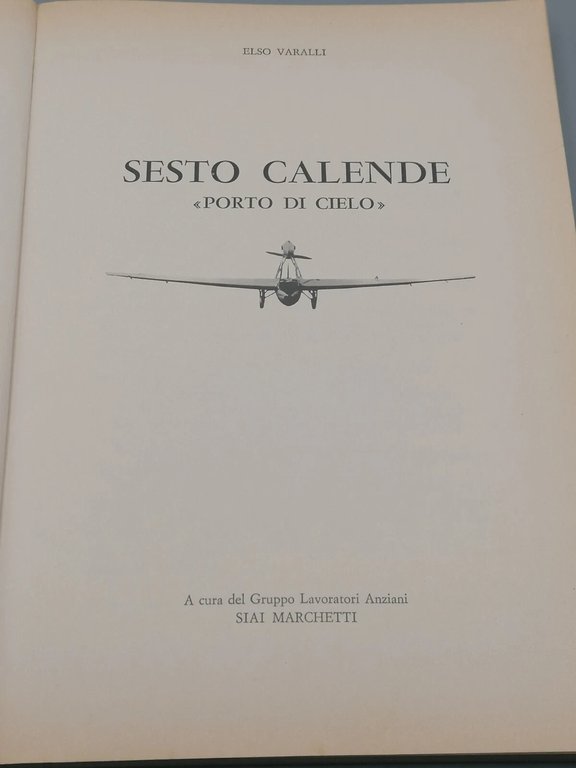 ELSO VARALLI
SESTO CALENDE
«PORTO DI CIELO»
A cura del Gruppo Lavoratori Anziani
SIAI MARCHETTI